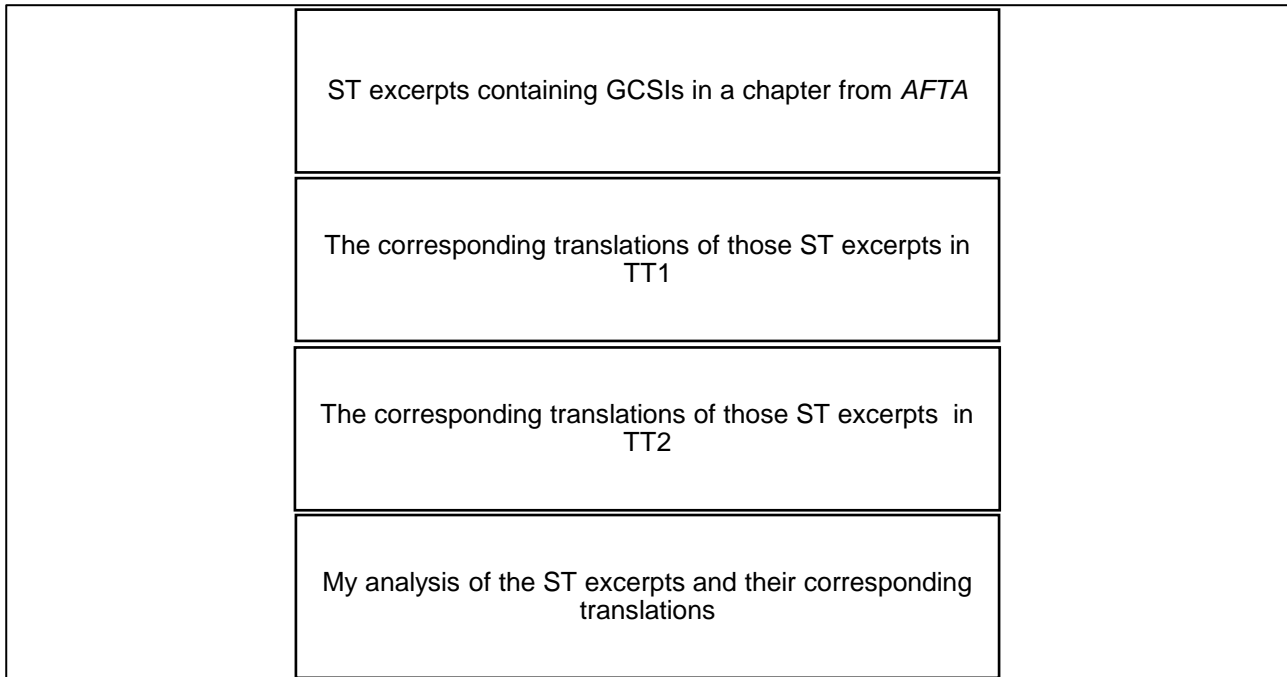 ST excerpts containing GCSIs in a chapter from AFTA
The corresponding translations of those ST excerpts in
TT1
The corresponding translations of those ST excerpts  in
TT2
My analysis of the ST excerpts and their corresponding
translations